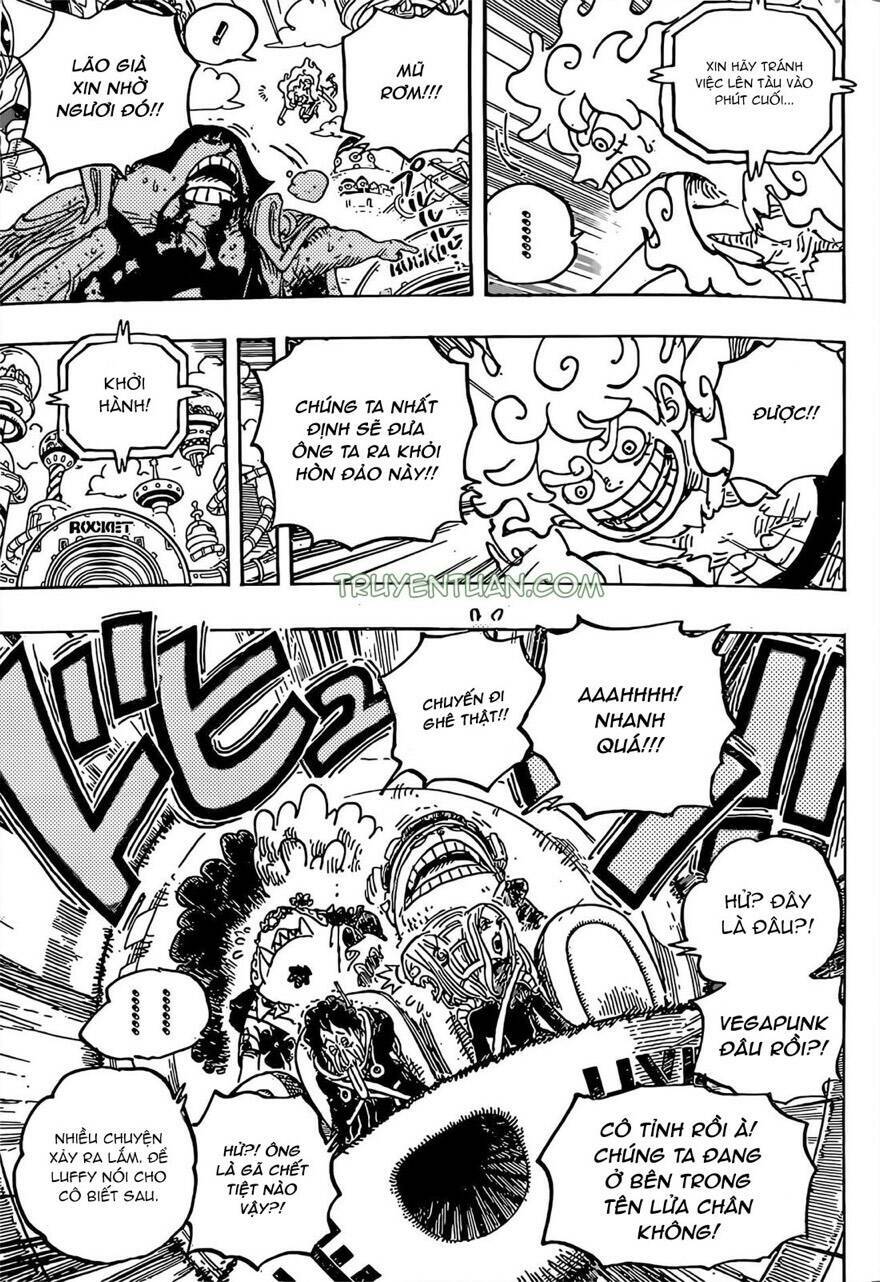 XIN HÃY TRÁNH
VIỆC LÊN TÀU VÀO
PHÚT CUỐI...
MŨ
RƠM!!!
!
LÃO GIÀ
XIN NHỜ
NGƯƠI ĐÓ!!
ROCKE
ĐƯỢC!!
CHÚNG TA NHẤT
ĐỊNH SẼ ĐƯA
ÔNG TA RA KHỎI
HÒN ĐẢO NÀY!!
KHỞI
HÀNH!
ROCKET
TRUYENTUAN.COM
AAAHHHH!
NHANH
QUÁ!!!
CHUYẾN ĐI
GHÊ THẬT!!
ドビュ
HỬ? ĐÂY
LÀ ĐÂU?!
VEGAPUNK
ĐÂU RỒI?!
CÔ TỈNH RỒI À!
CHÚNG TA ĐANG
Ở BÊN TRONG
TÊN LỬA CHÂN
KHÔNG!
HỬ?! ÔNG
LÀ GÃ CHẾT
TIỆT NÀO
VẬY?!
NHIỀU CHUYỆN
XẢY RA LẮM. ĐỂ
LUFFY NÓI CHO
CÔ BIẾT SAU.